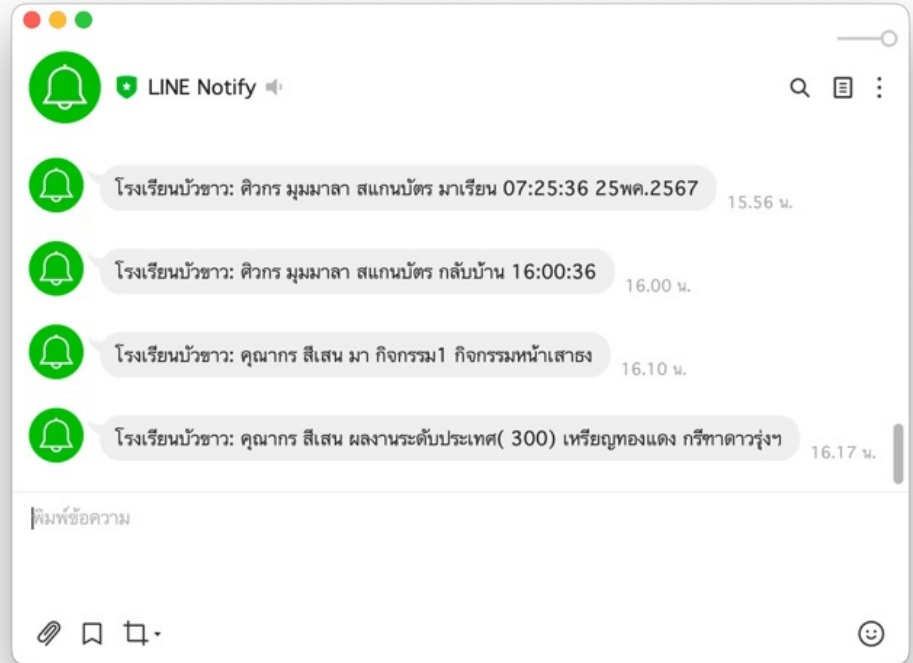 LINE Notify
โรงเรียนบัวขาว: ศิวกร มุมมาลา สแกนบัตร มาเรียน 07:25:36 25พค.2567
15.56 น.
โรงเรียนบัวขาว: ศิวกร มุมมาลา สแกนบัตร กลับบ้าน 16:00:36
16.00 น.
โรงเรียนบัวขาว: คุณากร สีเสน มา กิจกรรม1 กิจกรรมหน้าเสาธง
16.10 น.
โรงเรียนบัวขาว: คุณากร สีเสน ผลงานระดับประเทศ( 300) เหรียญทองแดง กรีฑาดาวรุ่งฯ
16.17 น.
พิมพ์ข้อความ